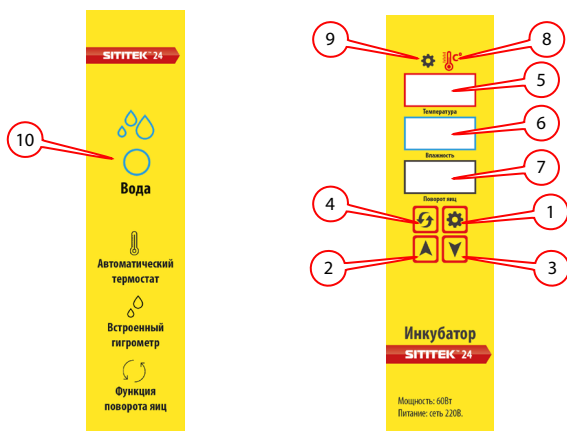 SITITEK 24
10
Вода
Автоматический
термостат
Встроенный
гигрометр
Функция
поворота яиц
9
8
C°
5
Температура
6
Влажность
7
Поворот яиц
4
1
2
3
Инкубатор
SITITEK 24
Мощность: 60Вт
Питание: сеть 220В.